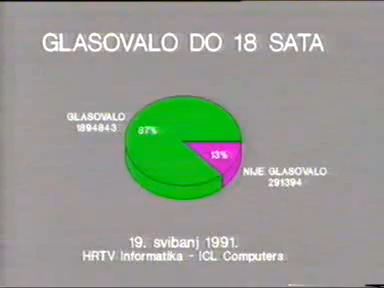 GLASOVALO DO 18 SATA
GLASOVALO
1894843
87%
13%
NIJE GLASOVALO
291394
19. svibanj 1991.
HRTV Informatika - ICL Computers